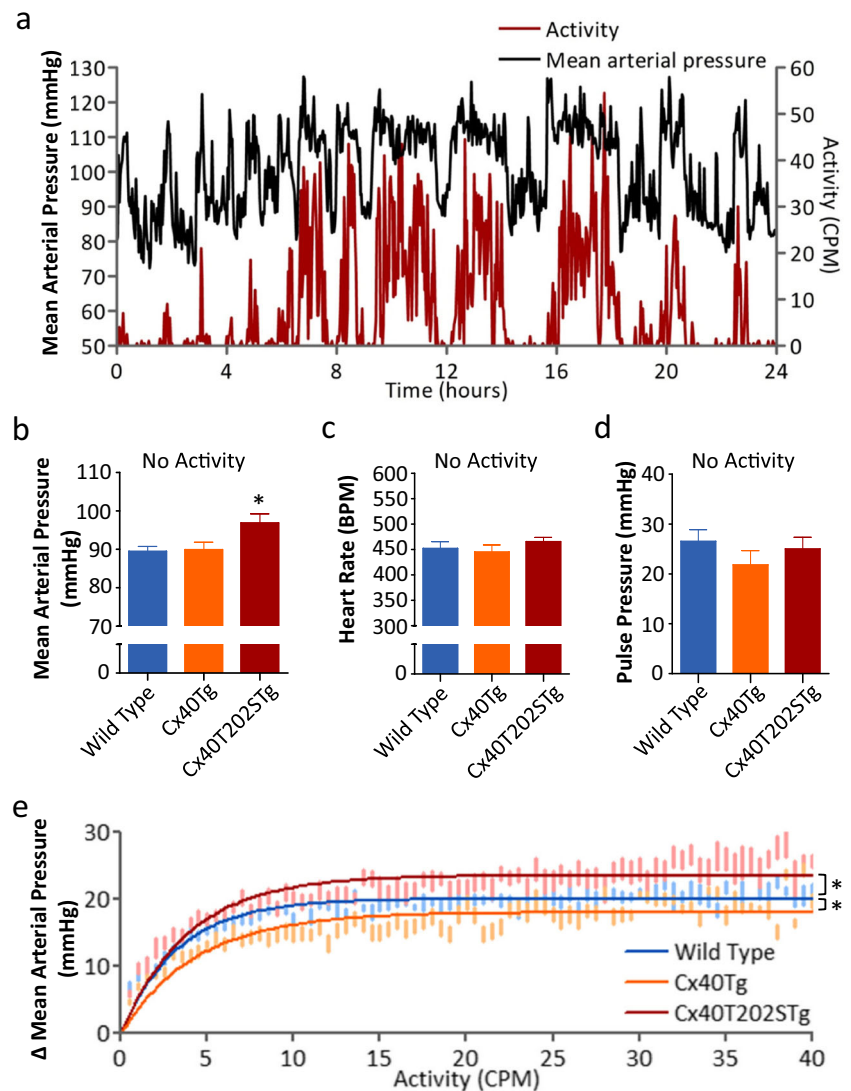 a
Activity
Mean arterial pressure
Mean Arterial Pressure (mmHg)
130
120
110
100
90
80
70
60
50
60
50
40
30
20
10
0
Activity (CPM)
0 4 8 12 16 20 24
Time (hours)
b
No Activity
Mean Arterial Pressure
(mmHg)
110
100
90
80
70
0
*
Wild Type
Cx40Tg
Cx40T202STg
c
No Activity
Heart Rate (BPM)
600
550
500
450
400
350
300
0
Wild Type
Cx40Tg
Cx40T202STg
d
No Activity
Pulse Pressure (mmHg)
40
30
20
10
0
Wild Type
Cx40Tg
Cx40T202STg
e
Δ Mean Arterial Pressure
(mmHg)
30
20
10
0
*
*
Wild Type
Cx40Tg
Cx40T202STg
0 5 10 15 20 25 30 35 40
Activity (CPM)